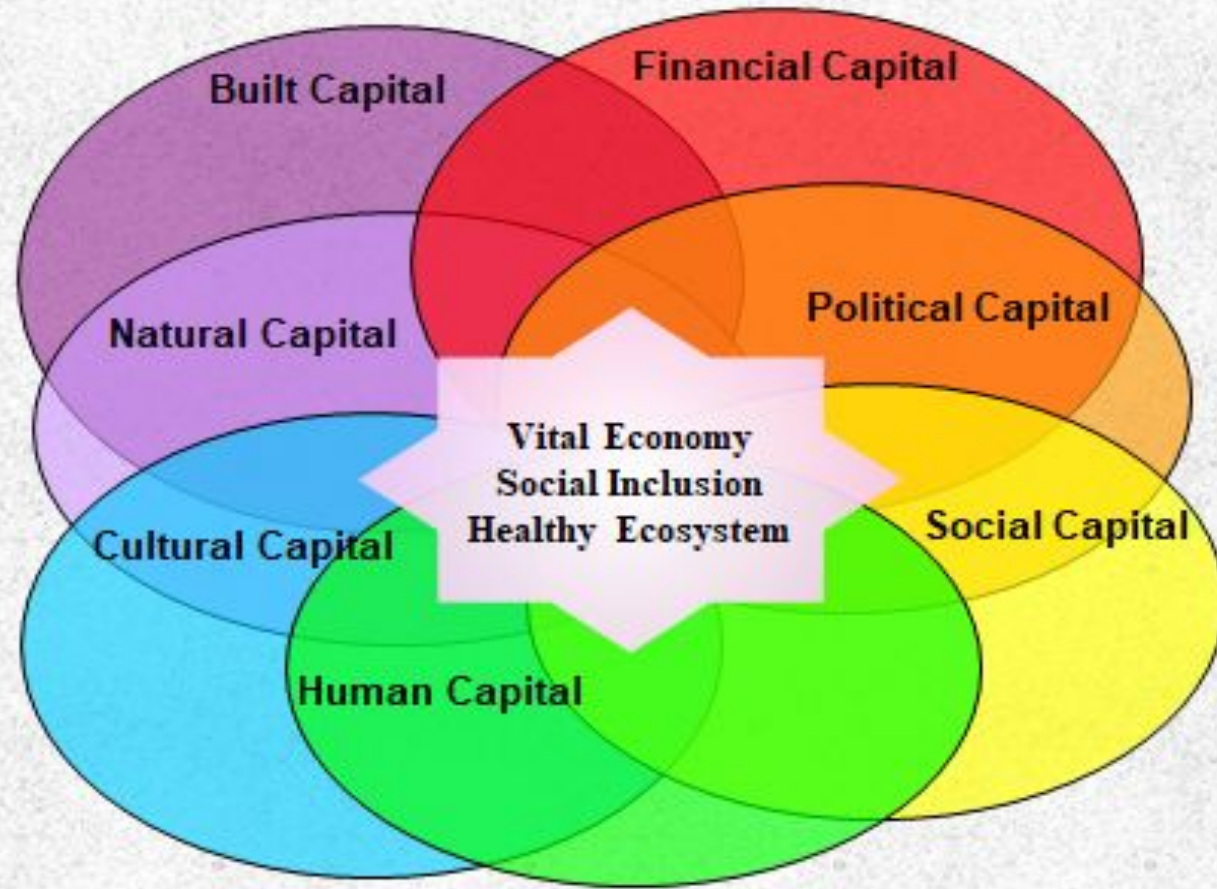 Built Capital
Financial Capital
Natural Capital
Political Capital
Vital Economy
Social Inclusion
Healthy Ecosystem
Cultural Capital
Social Capital
Human Capital